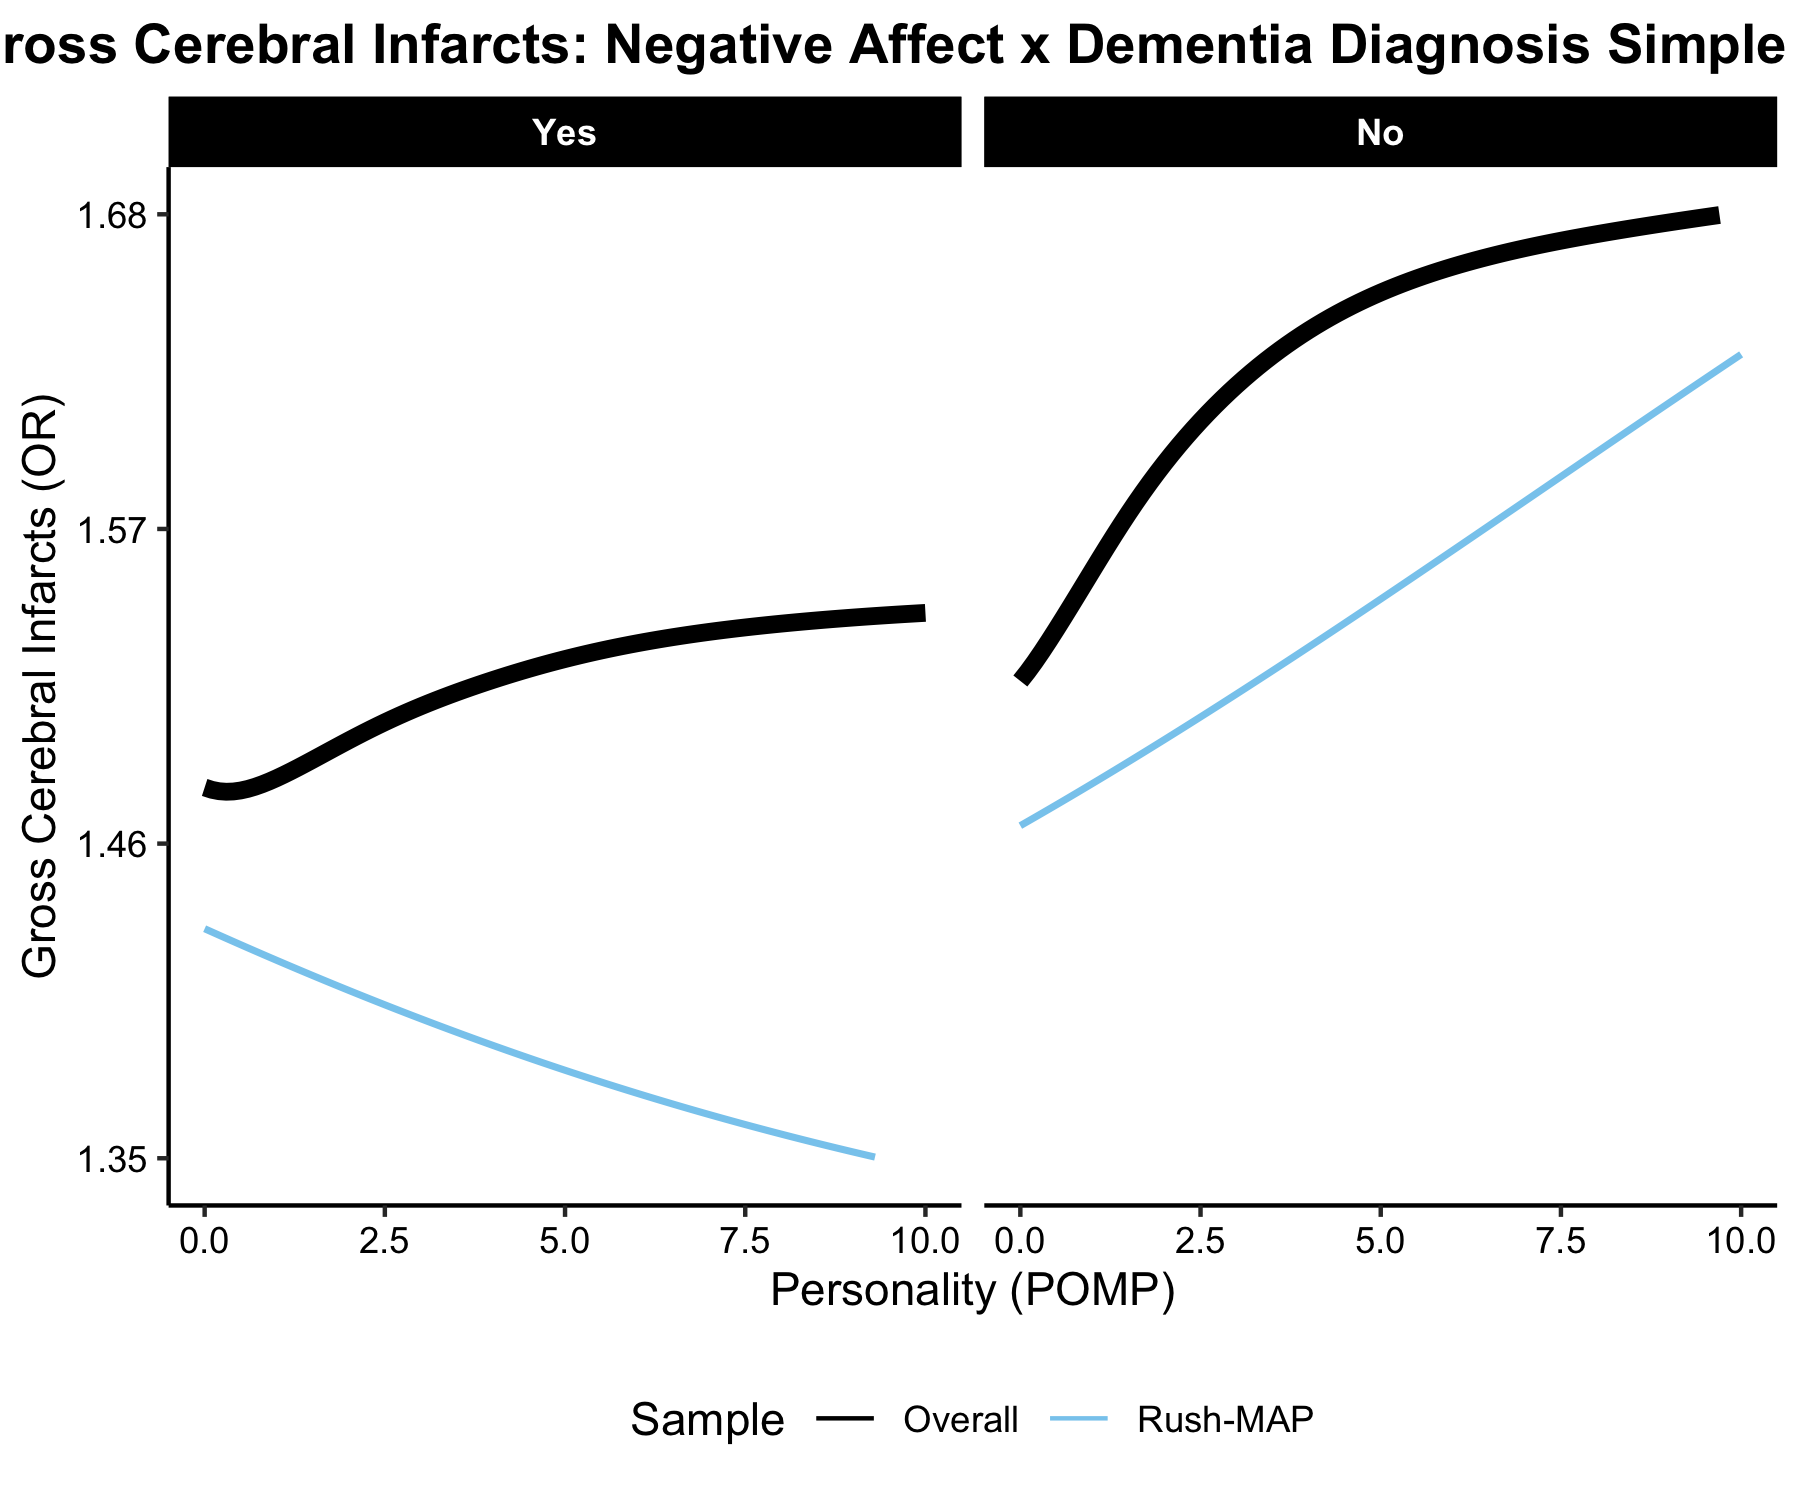 ross Cerebral Infarcts: Negative Affect x Dementia Diagnosis Simple
Yes
No
Gross Cerebral Infarcts (OR)
1.68
1.57
1.46
1.35
0.0 2.5 5.0 7.5 10.0
0.0 2.5 5.0 7.5 10.0
Personality (POMP)
Sample Overall Rush-MAP